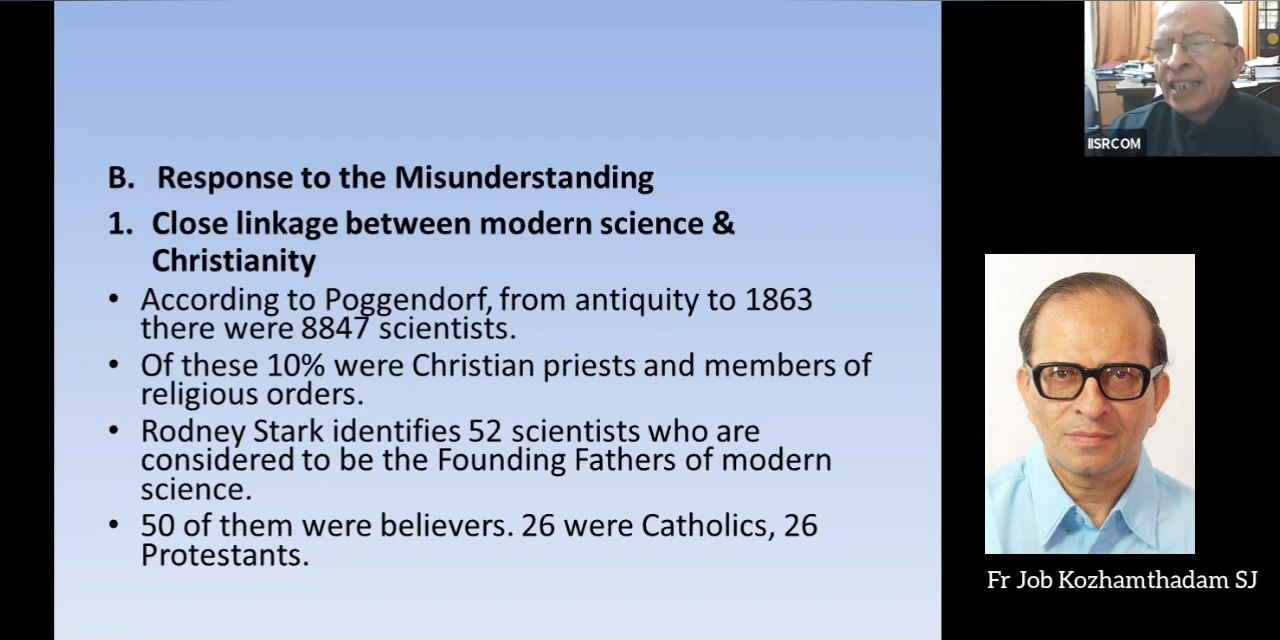 B. Response to the Misunderstanding
1. Close linkage between modern science &
Christianity
• According to Poggendorf, from antiquity to 1863
there were 8847 scientists.
• Of these 10% were Christian priests and members of
religious orders.
• Rodney Stark identifies 52 scientists who are
considered to be the Founding Fathers of modern
science.
• 50 of them were believers. 26 were Catholics, 26
Protestants.
IISRCOM
Fr Job Kozhamthadam SJ